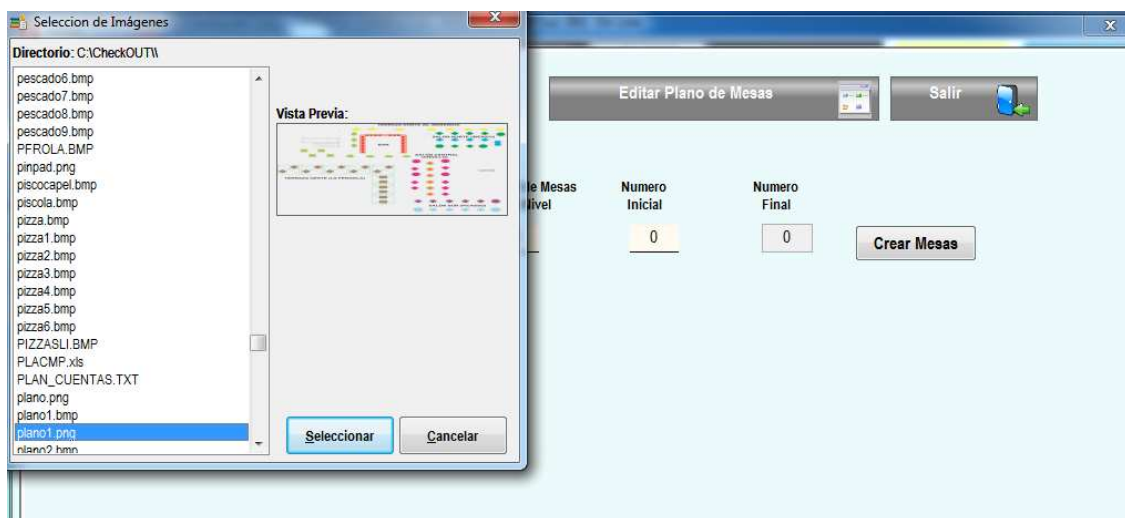 Seleccion de Imágenes
Directorio: C:\CheckOUT\\
pescado6.bmp
pescado7.bmp
pescado8.bmp
pescado9.bmp
PFROLA.BMP
pinpad.png
piscocapel.bmp
piscola.bmp
pizza.bmp
pizza1.bmp
pizza2.bmp
pizza3.bmp
pizza4.bmp
pizza5.bmp
pizza6.bmp
PIZZASLI.BMP
PLACMP.xls
PLAN_CUENTAS.TXT
plano.png
plano1.bmp
plano1.png
plano2.bmp
Vista Previa:
Seleccionar
Cancelar
Editar Plano de Mesas
Salir
de Mesas
Nivel
Numero
Inicial
Numero
Final
0
0
Crear Mesas